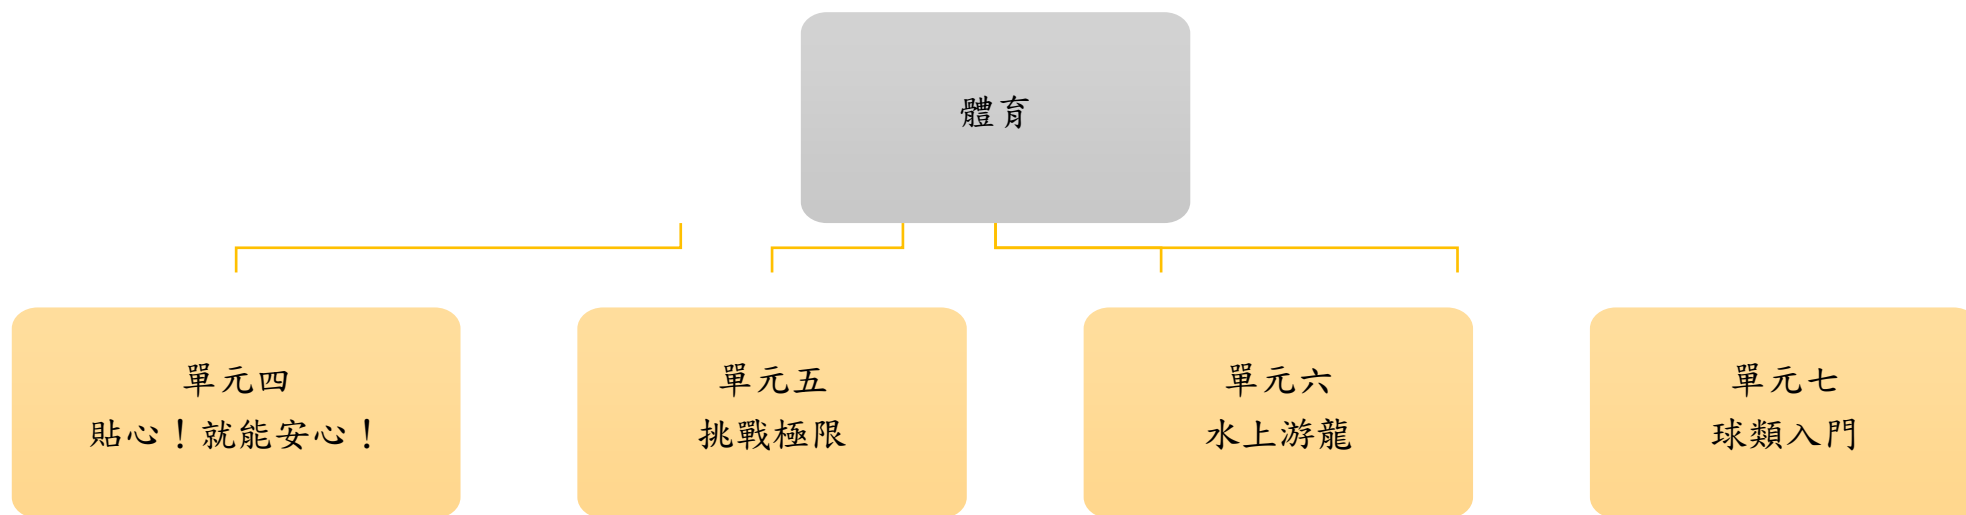 體育
單元四
貼心！就能安心！
單元五
挑戰極限
單元六
水上游龍
單元七
球類入門